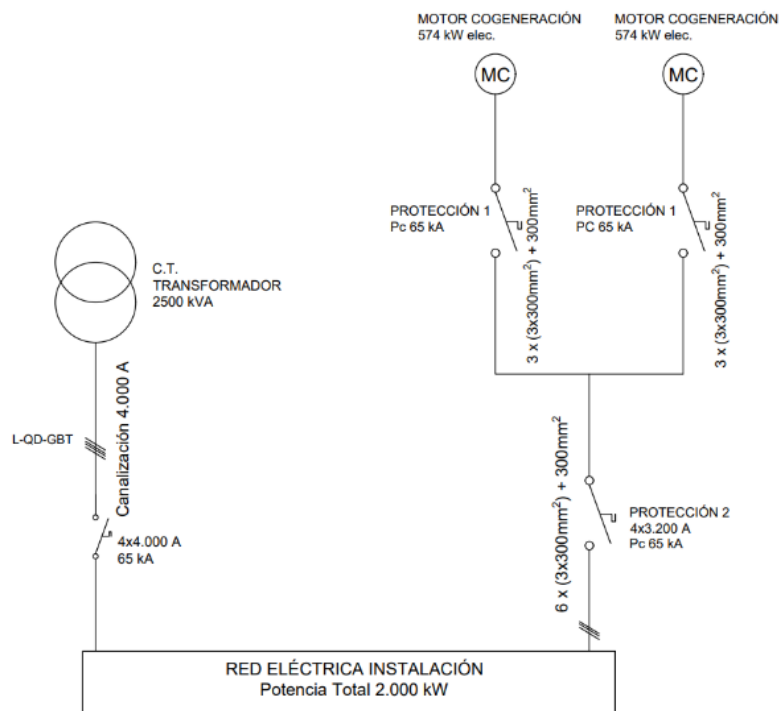 MOTOR COGENERACIÓN
574 kW elec.
MOTOR COGENERACIÓN
574 kW elec.
MC
MC
PROTECCIÓN 1
Pc 65 kA
3 x (3x300mm²) + 300mm²
PROTECCIÓN 1
PC 65 kA
3 x (3x300mm²) + 300mm²
C.T.
TRANSFORMADOR
2500 kVA
L-QD-GBT
Canalización 4.000 A
4x4.000 A
65 kA
6 x (3x300mm²) + 300mm²
PROTECCIÓN 2
4x3.200 A
Pc 65 kA
RED ELÉCTRICA INSTALACIÓN
Potencia Total 2.000 kW